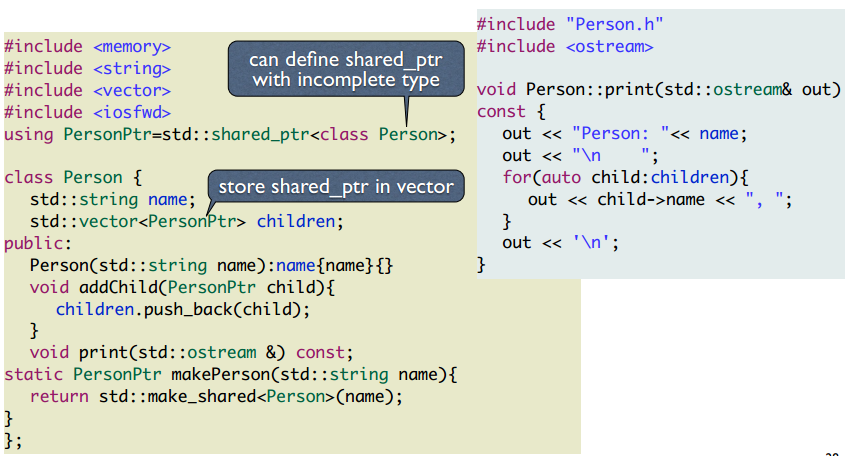 #include <memory>
#include <string>
#include <vector>
#include <iosfwd>
using PersonPtr=std::shared_ptr<class Person>;
can define shared_ptr
with incomplete type
class Person {
std::string name;
std::vector<PersonPtr> children;
store shared_ptr in vector
public:
Person(std::string name):name{name}{}
void addChild(PersonPtr child){
children.push_back(child);
}
void print(std::ostream &) const;
static PersonPtr makePerson(std::string name){
return std::make_shared<Person>(name);
}
};
#include "Person.h"
#include <ostream>
void Person::print(std::ostream& out)
const {
out << "Person: "<< name;
out << "\n    ";
for(auto child:children){
out << child->name << ", ";
}
out << '\n';
}